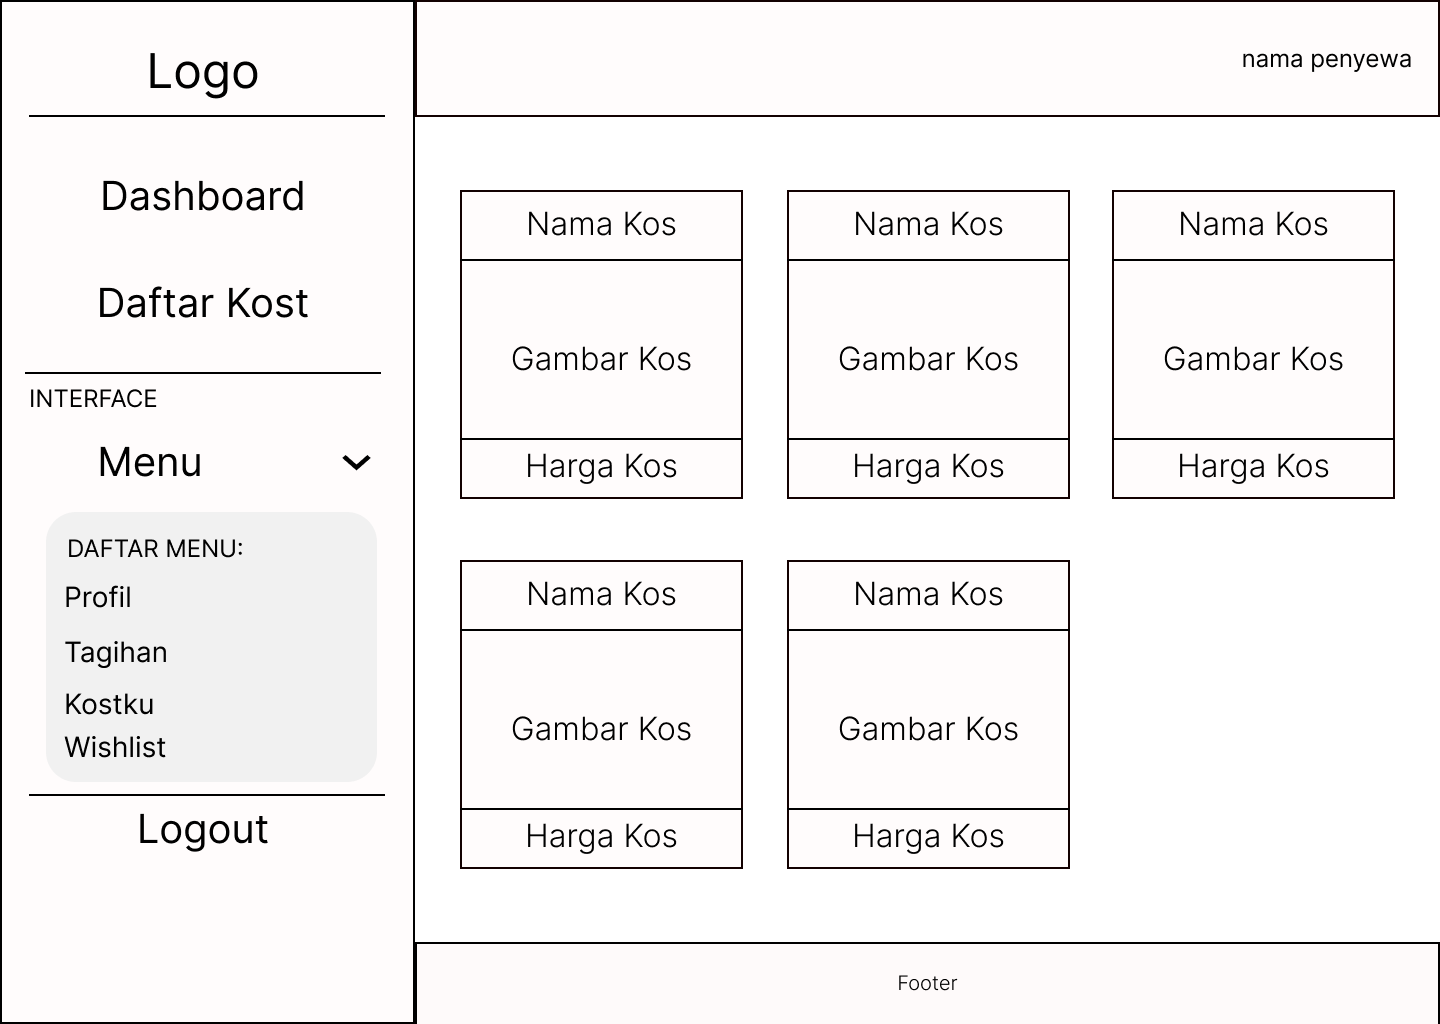 Logo
Dashboard
Daftar Kost
INTERFACE
Menu
DAFTAR MENU:
Profil
Tagihan
Kostku
Wishlist
Logout
nama penyewa
Nama Kos
Gambar Kos
Harga Kos
Nama Kos
Gambar Kos
Harga Kos
Nama Kos
Gambar Kos
Harga Kos
Nama Kos
Gambar Kos
Harga Kos
Nama Kos
Gambar Kos
Harga Kos
Footer